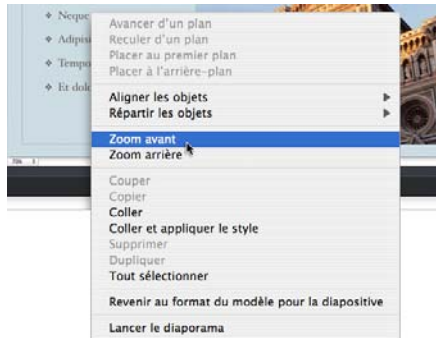 Neque
Adipisi
Tempo
Et dolo
Avancer d'un plan
Reculer d'un plan
Placer au premier plan
Placer à l'arrière-plan
Aligner les objets
Répartir les objets
Zoom avant
Zoom arrière
Couper
Copier
Coller
Coller et appliquer le style
Supprimer
Dupliquer
Tout sélectionner
Revenir au format du modèle pour la diapositive
Lancer le diaporama